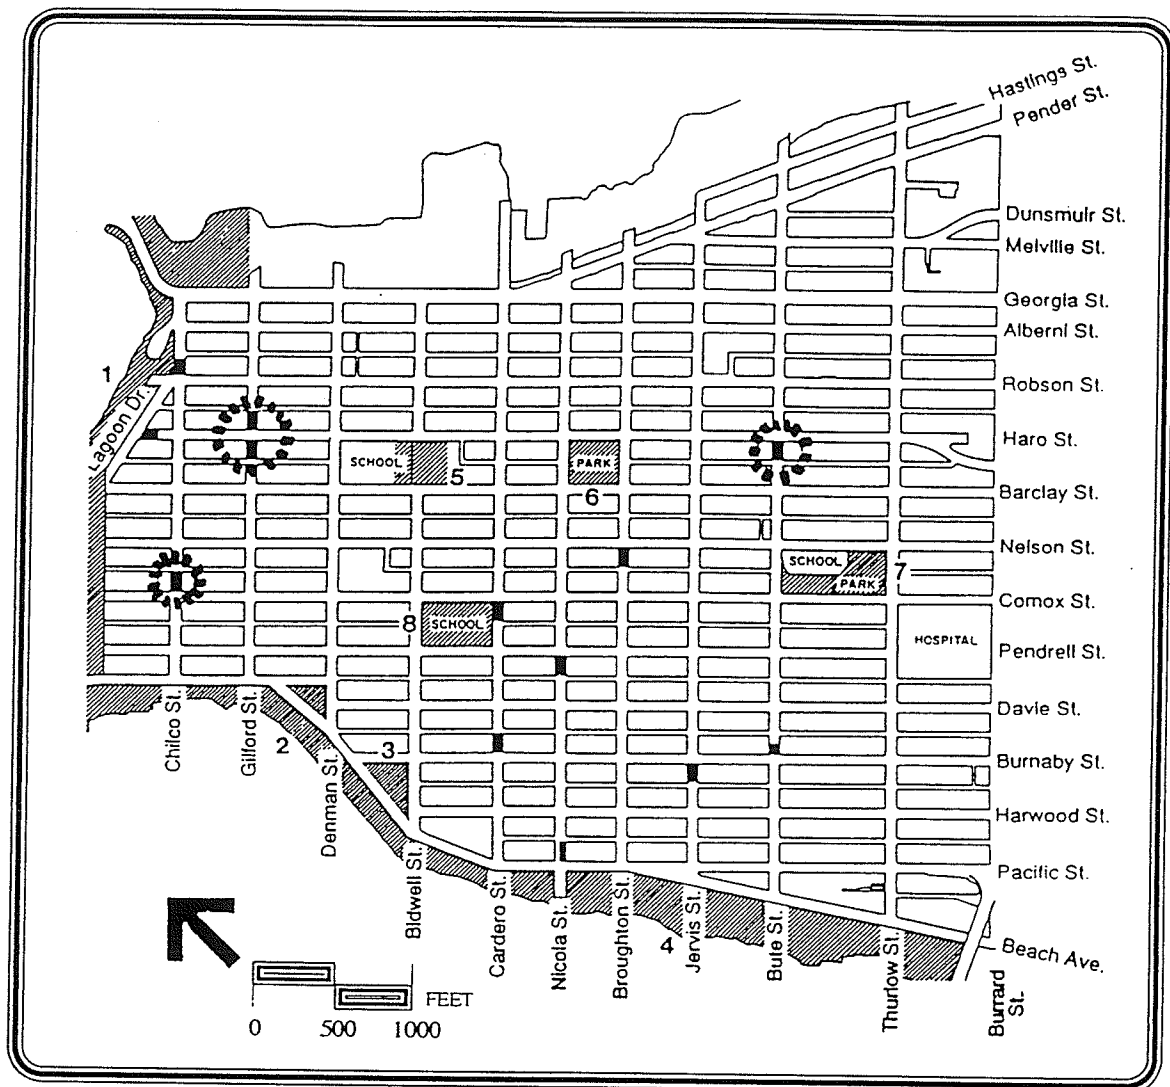 Hastings St.
Pender St.
Dunsmuir St.
Melville St.
Georgia St.
Alberni St.
1
Robson St.
Lagoon Dr.
Haro St.
SCHOOL
5
PARK
6
Barclay St.
Nelson St.
SCHOOL
PARK
7
Comox St.
8
SCHOOL
HOSPITAL
Pendrell St.
Davie St.
Chilco St.
Gilford St.
2
Denman St.
3
Burnaby St.
Harwood St.
Bidwell St.
Pacific St.
Cardero St.
Nicola St.
Broughton St.
4
Jervis St.
Bute St.
Thurlow St.
Beach Ave.
Burrard
St.
FEET
0 500 1000